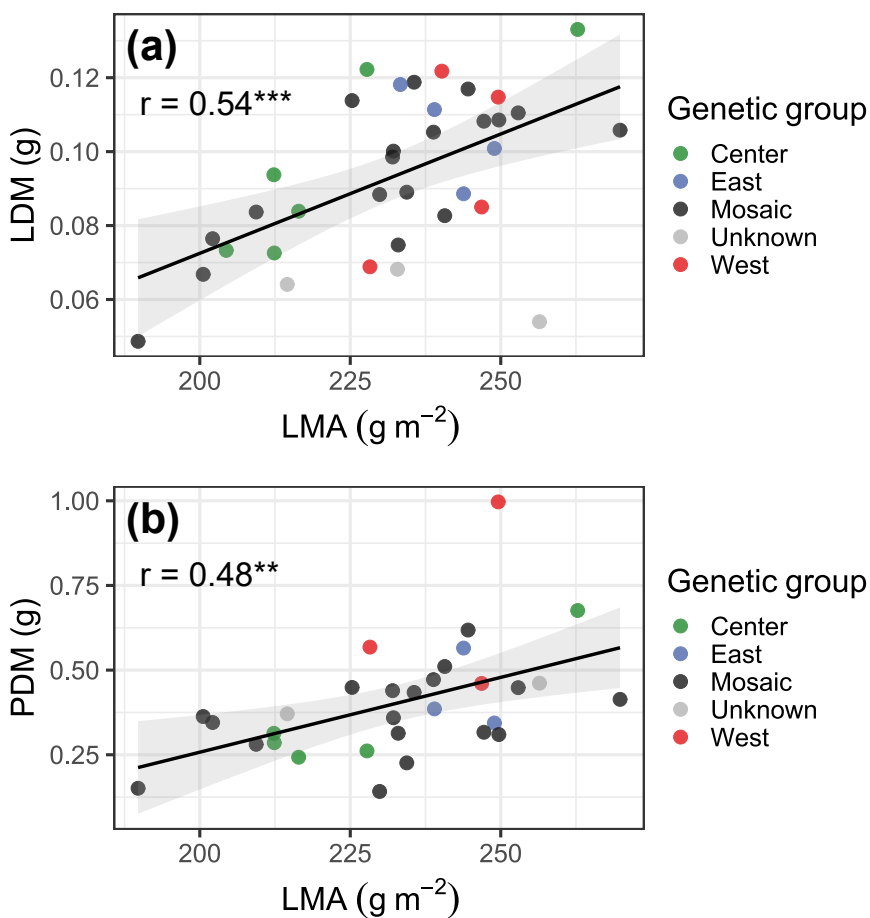 (a)
r = 0.54***
0.12
0.10
0.08
0.06
LDM (g)
200 225 250
LMA (g m⁻²)
Genetic group
Center
East
Mosaic
Unknown
West
(b)
r = 0.48**
1.00
0.75
0.50
0.25
PDM (g)
200 225 250
LMA (g m⁻²)
Genetic group
Center
East
Mosaic
Unknown
West